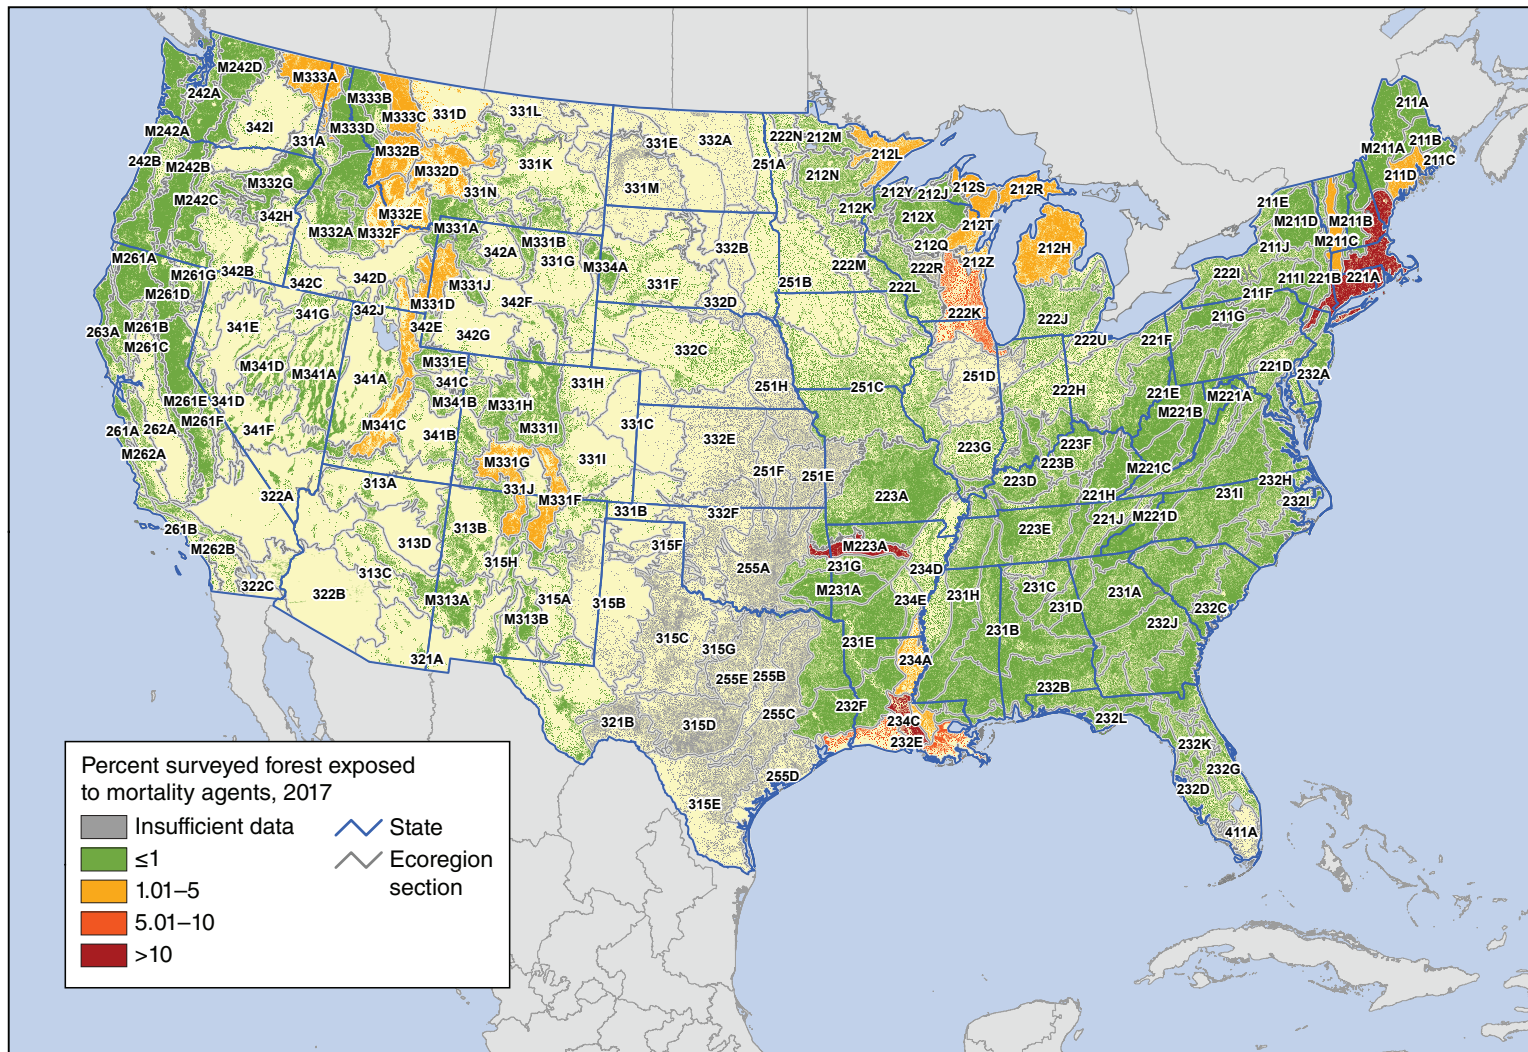 M242D
M333A
242A
M333B
M333C
331D
331L
342I
M242A
331A
M333D
331E
332A
222N
212M
212L
211A
242B
M242B
M332B
M332D
331K
251A
212N
M211A
211B
211C
M332G
M242C
331N
331M
212Y
212J
212S
212R
211D
342H
M332E
212K
212X
212T
211E
M211D
M211B
M332A
M332F
M331A
342A
M331B
331G
332B
212Q
212H
M211C
211J
M261A
M261G
342B
342C
342D
M334A
331F
222M
222R
212Z
222I
211I
221B
221A
M261D
342J
M331D
M331J
342F
332D
251B
222L
222K
211F
263A
M261B
M261C
341E
341G
342E
342G
222J
211G
222U
221F
M341D
M341A
341A
M331E
341C
332C
251D
221D
232A
331H
251H
251C
222H
221E
M221A
M261E
341D
M341B
M331H
M221B
261A
262A
M261F
341F
M341C
341B
M331I
331C
332E
223G
223F
M262A
M331G
331I
251F
251E
223B
M221C
322A
313A
331J
M331F
223D
223A
221H
232H
231I
232I
261B
313B
331B
332F
221J
M221D
223E
M262B
313D
315F
M223A
322C
313C
315H
255A
231G
234D
322B
M313A
315A
315B
M231A
234E
231H
231C
231D
231A
M313B
232C
315C
231E
231B
232J
321A
315G
234A
255E
255B
232B
321B
315D
255C
232F
234C
232L
232E
232K
232G
255D
232D
315E
411A
Percent surveyed forest exposed
to mortality agents, 2017
Insufficient data
≤1
1.01–5
5.01–10
>10
State
Ecoregion
section